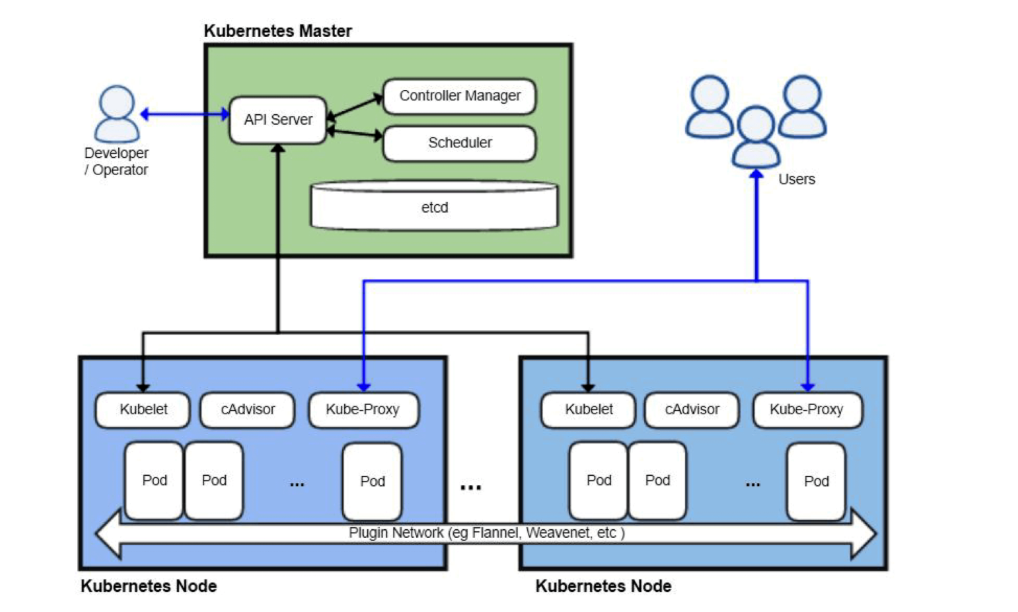 Kubernetes Master
Developer
/ Operator
API Server
Controller Manager
Scheduler
etcd
Users
Kubelet
cAdvisor
Kube-Proxy
Pod
Pod
...
Pod
...
Kubelet
cAdvisor
Kube-Proxy
Pod
Pod
...
Pod
Plugin Network (eg Flannel, Weavenet, etc )
Kubernetes Node
Kubernetes Node